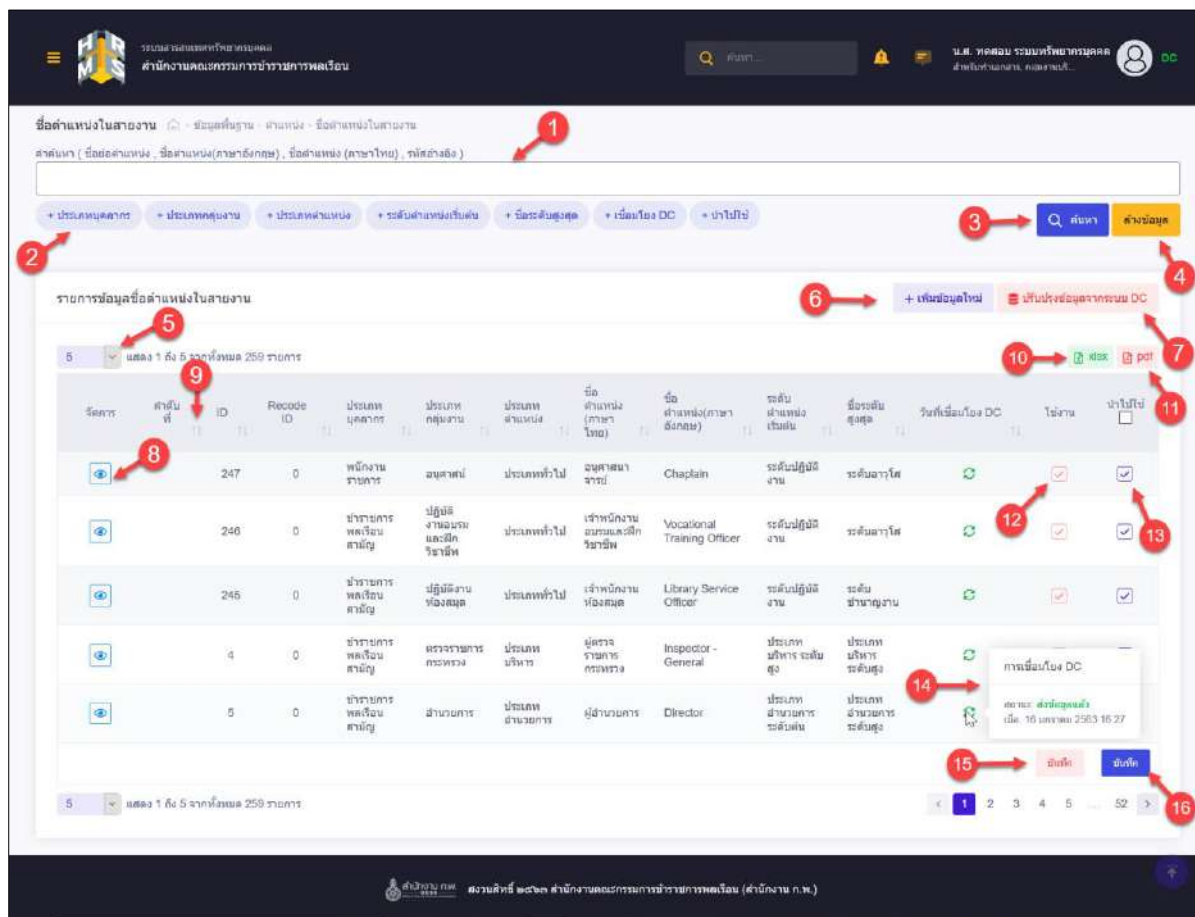 HR
MS
ระบบสารสนเทศทรัพยากรบุคคล
สำนักงานคณะกรรมการข้าราชการพลเรือน
ค้นหา...
น.ส. ทดสอบ ระบบทรัพยากรบุคคล
DC
ชื่อตำแหน่งในสายงาน - ข้อมูลพื้นฐาน - ตำแหน่ง - ชื่อตำแหน่งในสายงาน
1
คำค้นหา ( ชื่อย่อตำแหน่ง , ชื่อตำแหน่ง(ภาษาอังกฤษ) , ชื่อตำแหน่ง (ภาษาไทย) , รหัสอ้างอิง )
+ ประเภทบุคลากร + ประเภทกลุ่มงาน + ประเภทตำแหน่ง + ระดับตำแหน่งเริ่มต้น + ชื่อระดับสูงสุด + เชื่อมโยง DC + นำไปใช้
3 ค้นหา ล้างข้อมูล
2
4
รายการข้อมูลชื่อตำแหน่งในสายงาน
6 + เพิ่มข้อมูลใหม่ ปรับปรุงข้อมูลจากระบบ DC
5 7
5 แสดง 1 ถึง 5 จากทั้งหมด 259 รายการ
10 xlsx pdf
9 11
จัดการ ลำดับที่ ID Recode ID ประเภทบุคลากร ประเภทกลุ่มงาน ประเภทตำแหน่ง ชื่อตำแหน่ง (ภาษาไทย) ชื่อตำแหน่ง(ภาษาอังกฤษ) ระดับตำแหน่งเริ่มต้น ชื่อระดับสูงสุด วันที่เชื่อมโยง DC ใช้งาน นำไปใช้
8 247 0 พนักงานราชการ อนุศาสน์ ประเภททั่วไป อนุศาสนาจารย์ Chaplain ระดับปฏิบัติงาน ระดับอาวุโส
12 13
246 0 ข้าราชการพลเรือนสามัญ ปฏิบัติงานอบรมและฝึกวิชาชีพ ประเภททั่วไป เจ้าพนักงานอบรมและฝึกวิชาชีพ Vocational Training Officer ระดับปฏิบัติงาน ระดับอาวุโส
245 0 ข้าราชการพลเรือนสามัญ ปฏิบัติงานห้องสมุด ประเภททั่วไป เจ้าพนักงานห้องสมุด Library Service Officer ระดับปฏิบัติงาน ระดับชำนาญงาน
4 0 ข้าราชการพลเรือนสามัญ ตรวจราชการกระทรวง ประเภทบริหาร ผู้ตรวจราชการกระทรวง Inspector - General ประเภทบริหาร ระดับสูง ประเภทบริหาร ระดับสูง
14 การเชื่อมโยง DC
5 0 ข้าราชการพลเรือนสามัญ อำนวยการ ประเภทอำนวยการ ผู้อำนวยการ Director ประเภทอำนวยการ ระดับต้น ประเภทอำนวยการ ระดับสูง
สถานะ: ส่งข้อมูลแล้ว
เมื่อ. 16 มกราคม 2563 16:27
15 บันทึก บันทึก
16
5 แสดง 1 ถึง 5 จากทั้งหมด 259 รายการ
1 2 3 4 5 ... 52
สำนักงาน ก.พ. สงวนสิทธิ์ ๒๕๖๓ สำนักงานคณะกรรมการข้าราชการพลเรือน (สำนักงาน ก.พ.)